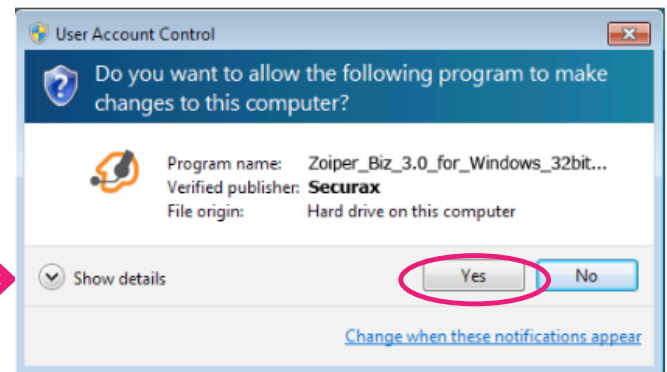 User Account Control
Do you want to allow the following program to make
changes to this computer?
Program name: Zoiper_Biz_3.0_for_Windows_32bit...
Verified publisher: Securax
File origin: Hard drive on this computer
Show details
Yes
No
Change when these notifications appear